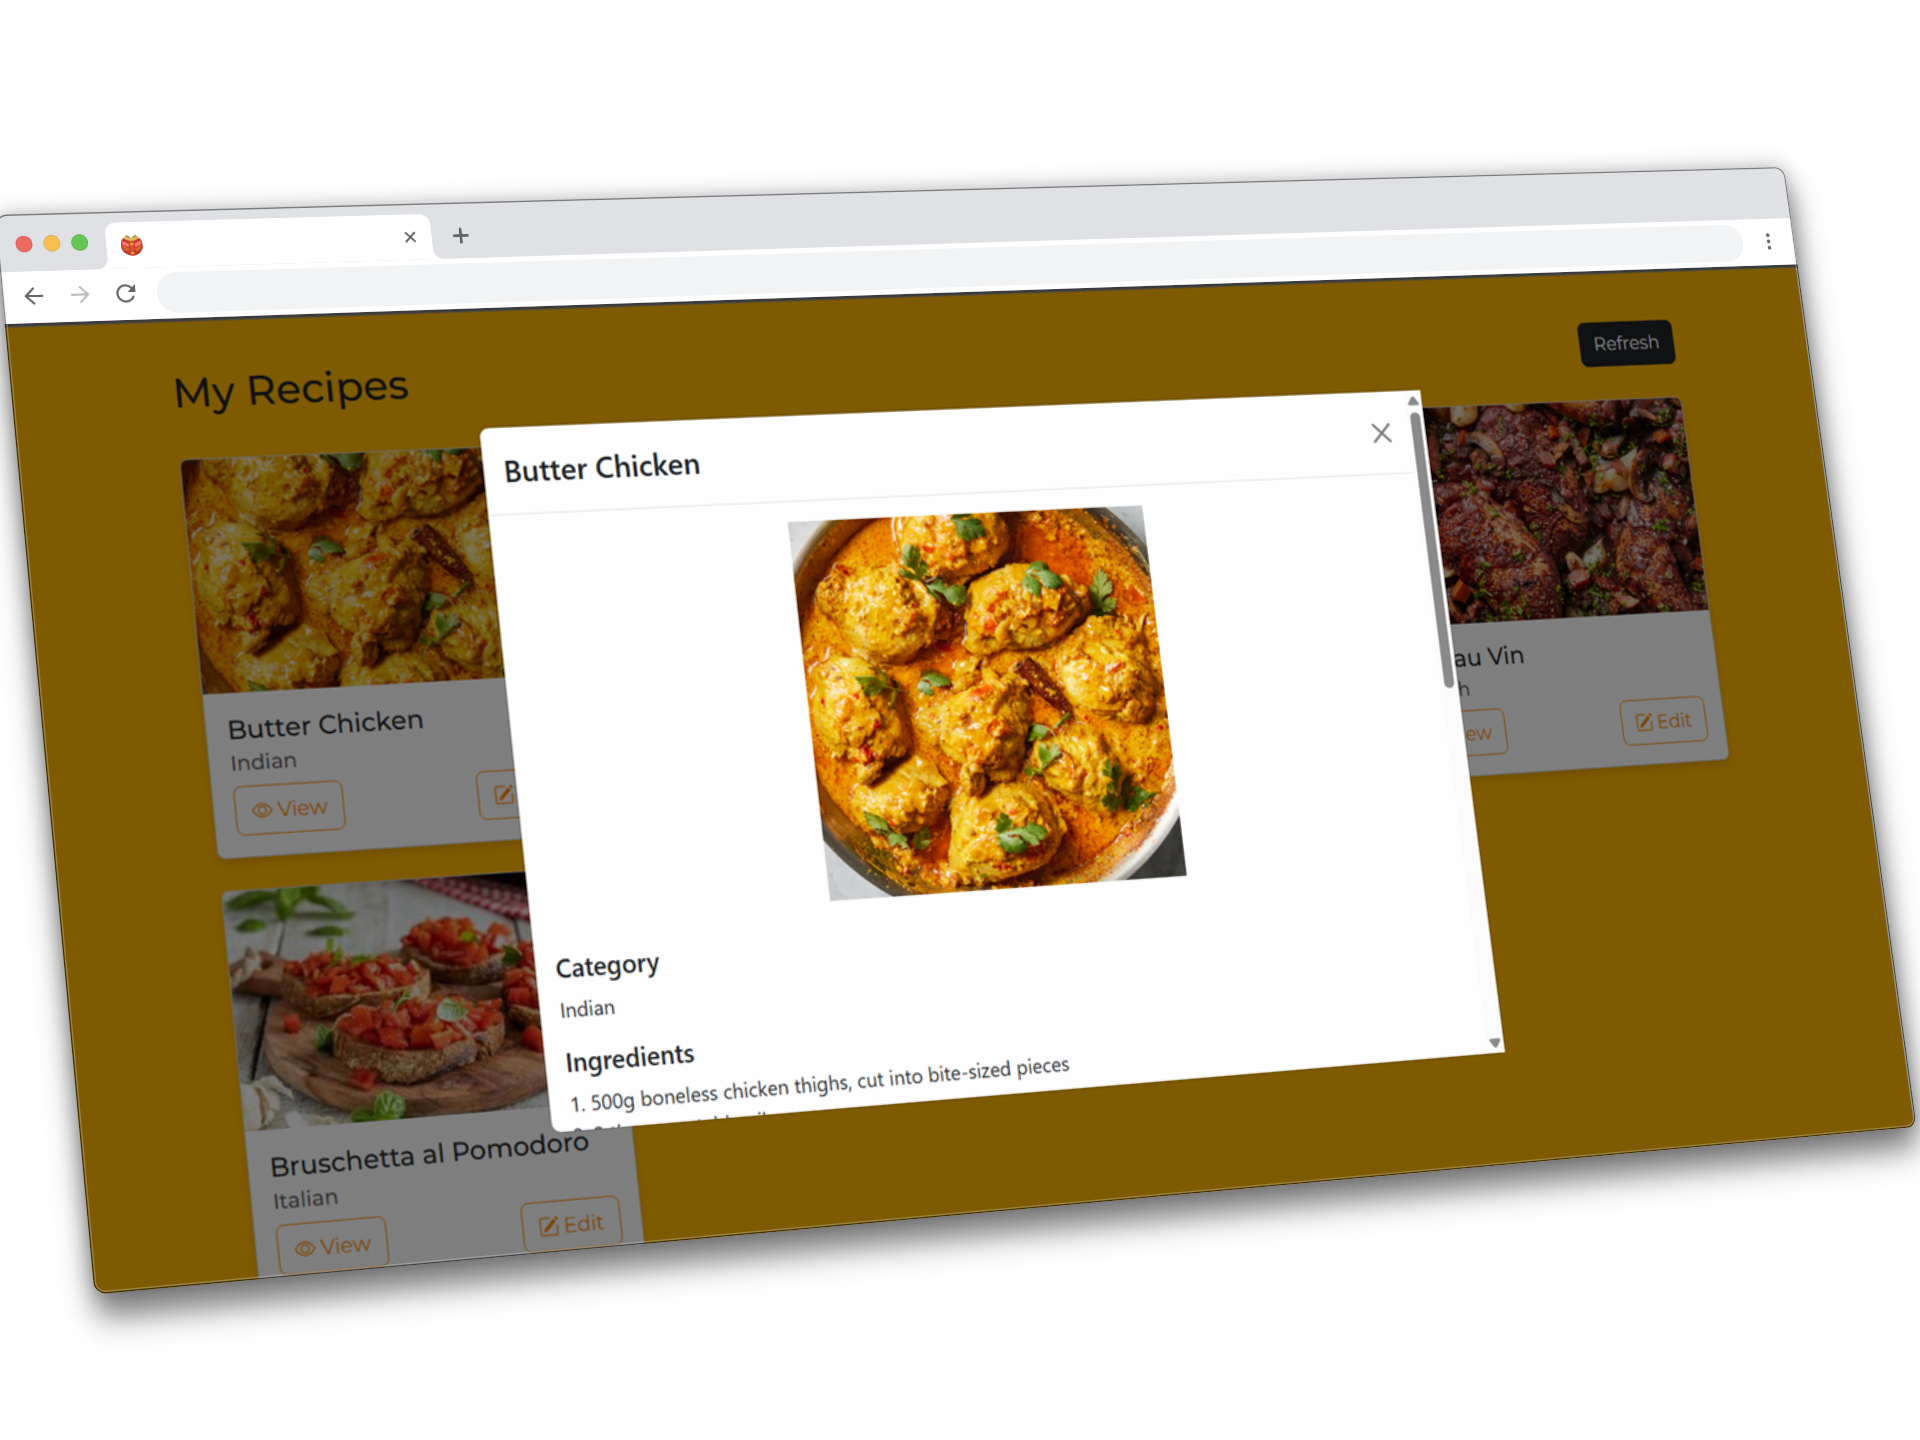 Refresh
My Recipes
Butter Chicken
Butter Chicken
Indian
View
au Vin
ew
Edit
Category
Indian
Ingredients
1. 500g boneless chicken thighs, cut into bite-sized pieces
Bruschetta al Pomodoro
Italian
View
Edit